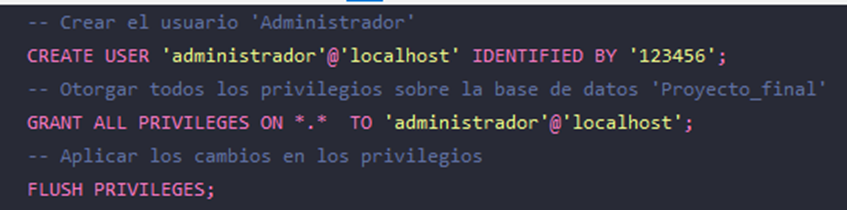 -- Crear el usuario 'Administrador'
CREATE USER 'administrador'@'localhost' IDENTIFIED BY '123456';
-- Otorgar todos los privilegios sobre la base de datos 'Proyecto_final'
GRANT ALL PRIVILEGES ON *.*  TO 'administrador'@'localhost';
-- Aplicar los cambios en los privilegios
FLUSH PRIVILEGES;